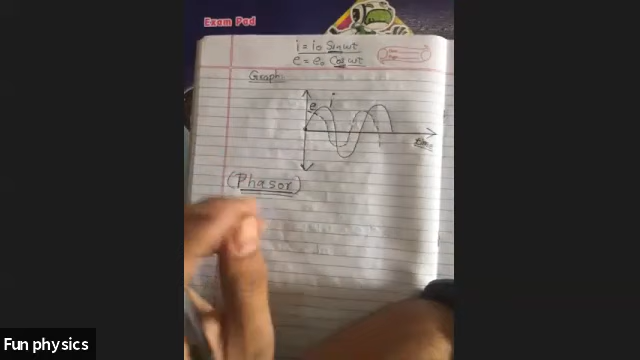 Exam Pad
i = i₀ Sinωt
e = e₀ Cosωt
Graph:
e i
(Phasor)
Fun physics